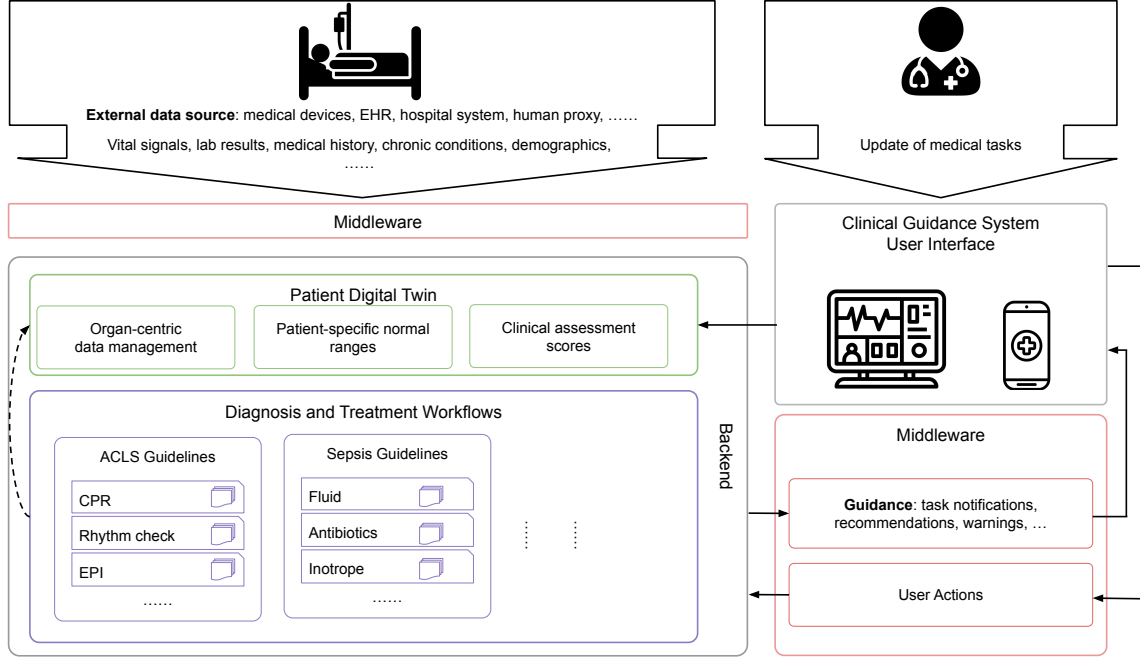 External data source: medical devices, EHR, hospital system, human proxy, ……
Vital signals, lab results, medical history, chronic conditions, demographics,
……
Update of medical tasks
Middleware
Clinical Guidance System
User Interface
Patient Digital Twin
Organ-centric
data management
Patient-specific normal
ranges
Clinical assessment
scores
Diagnosis and Treatment Workflows
ACLS Guidelines
CPR
Rhythm check
EPI
……
Sepsis Guidelines
Fluid
Antibiotics
Inotrope
……
Backend
Middleware
Guidance: task notifications,
recommendations, warnings, …
User Actions